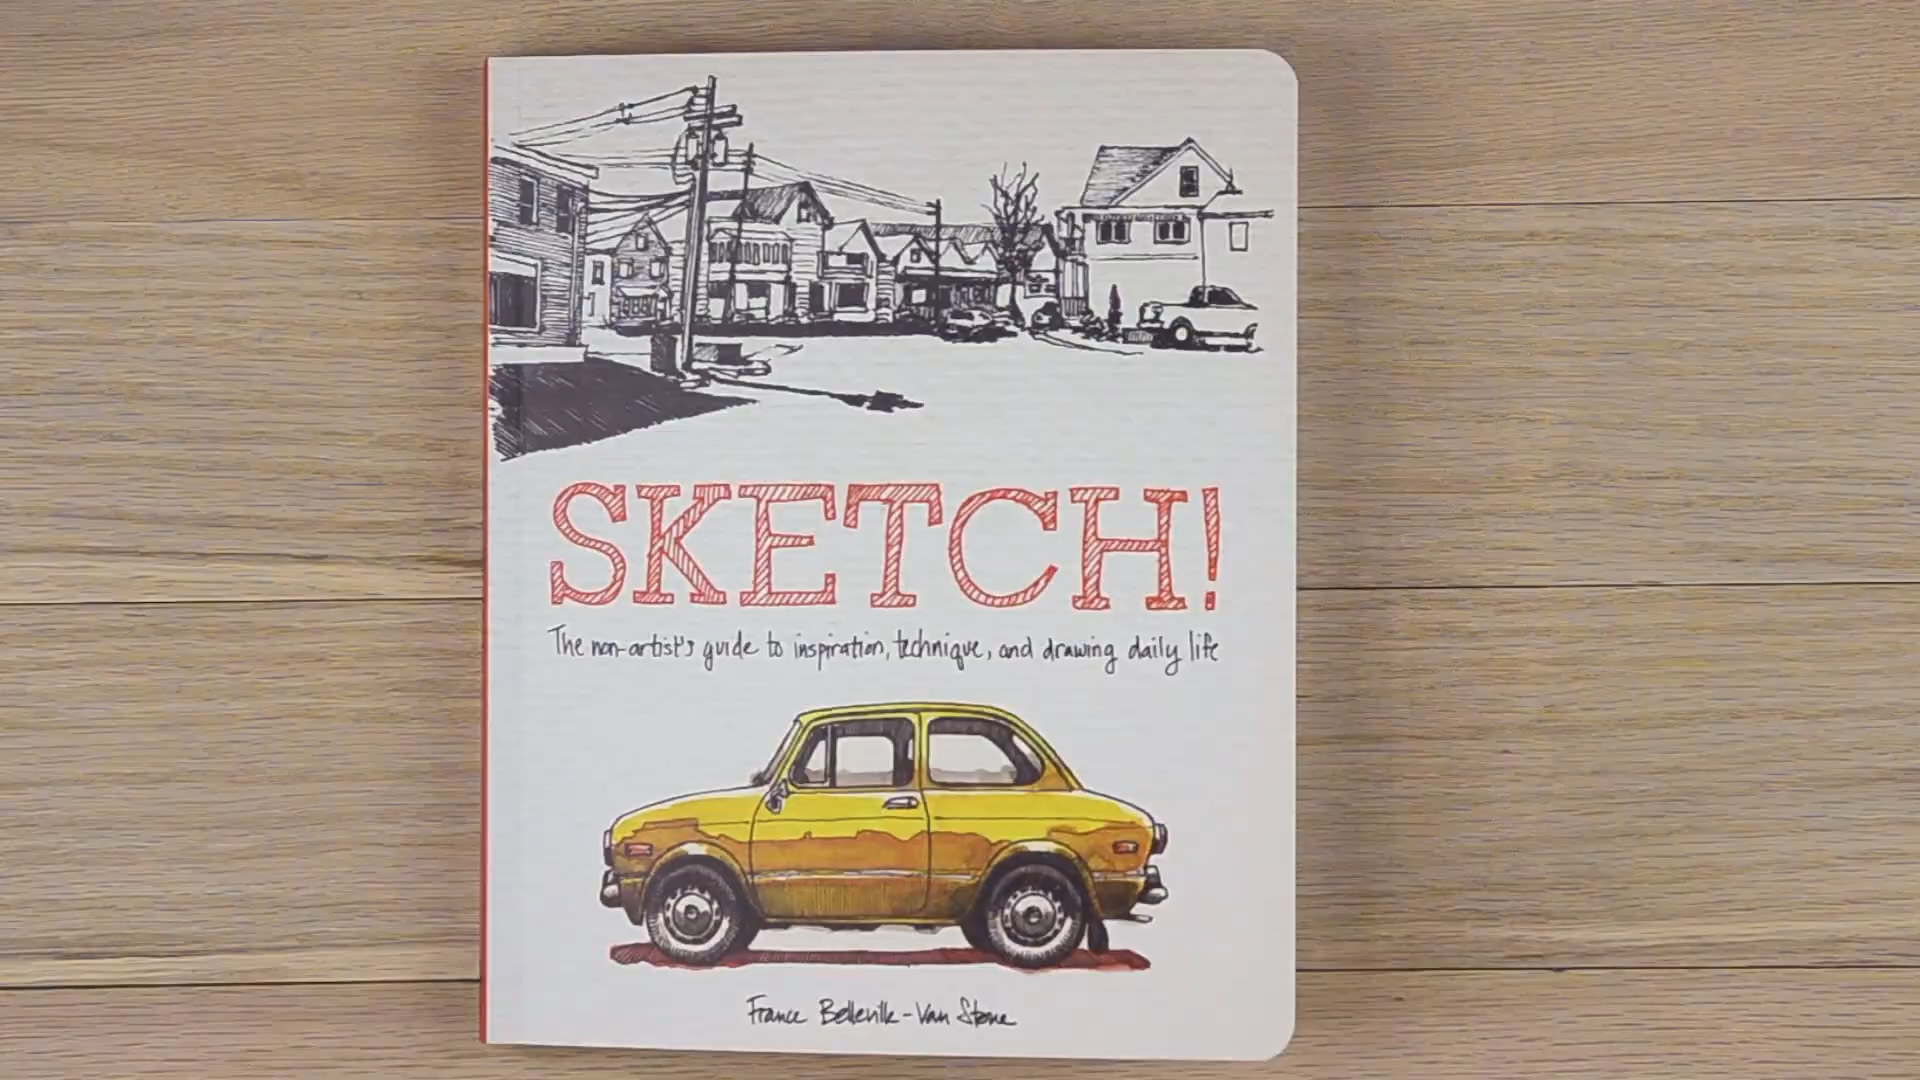 SKETCH!
The non-artist's guide to inspiration, technique, and drawing daily life
France Belleville-Van Stone